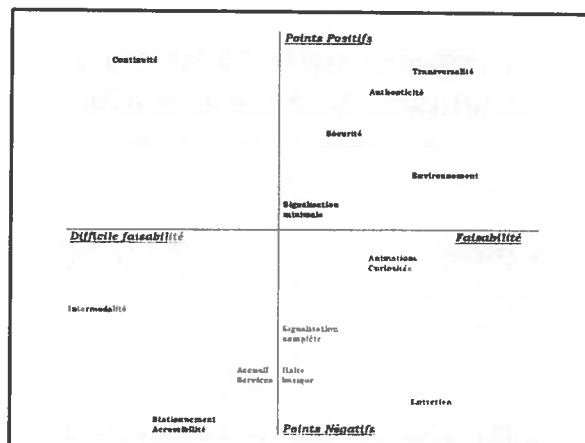 Points Positifs
Continuité
Transversalité
Authenticité
Sécurité
Environnement
Signalisation
minimale
Difficile faisabilité
Faisabilité
Animations
Curiosités
Intermodalité
Signalisation
complète
Accueil
Services
Halte
basique
Entretien
Stationnement
Accessibilité
Points Négatifs